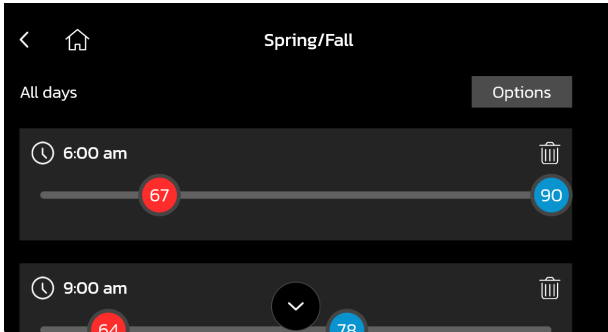 Spring/Fall
All days
Options
6:00 am
67
90
9:00 am
64
78